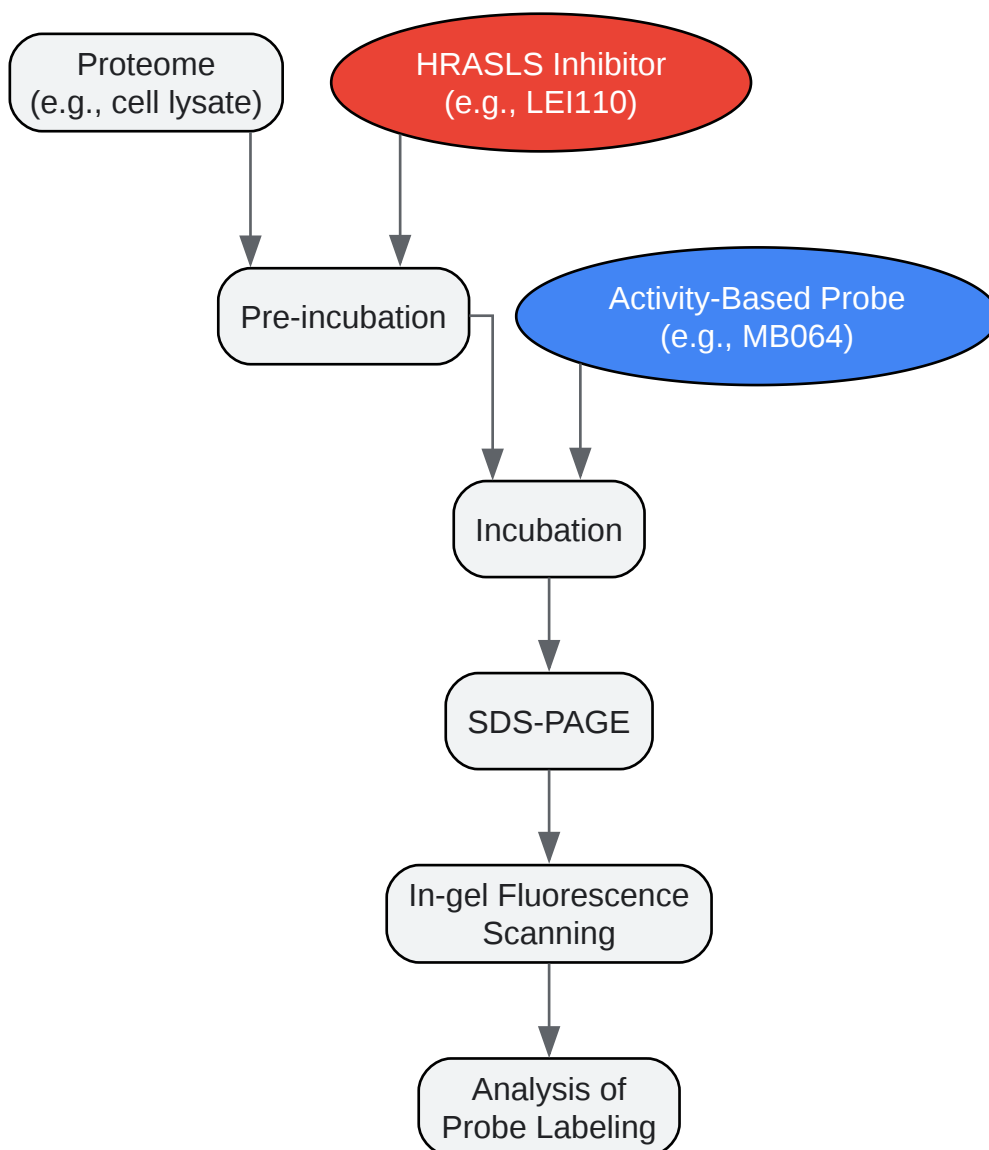 Proteome
(e.g., cell lysate)
HRASLS Inhibitor
(e.g., LEI110)
Pre-incubation
Activity-Based Probe
(e.g., MB064)
Incubation
SDS-PAGE
In-gel Fluorescence
Scanning
Analysis of
Probe Labeling